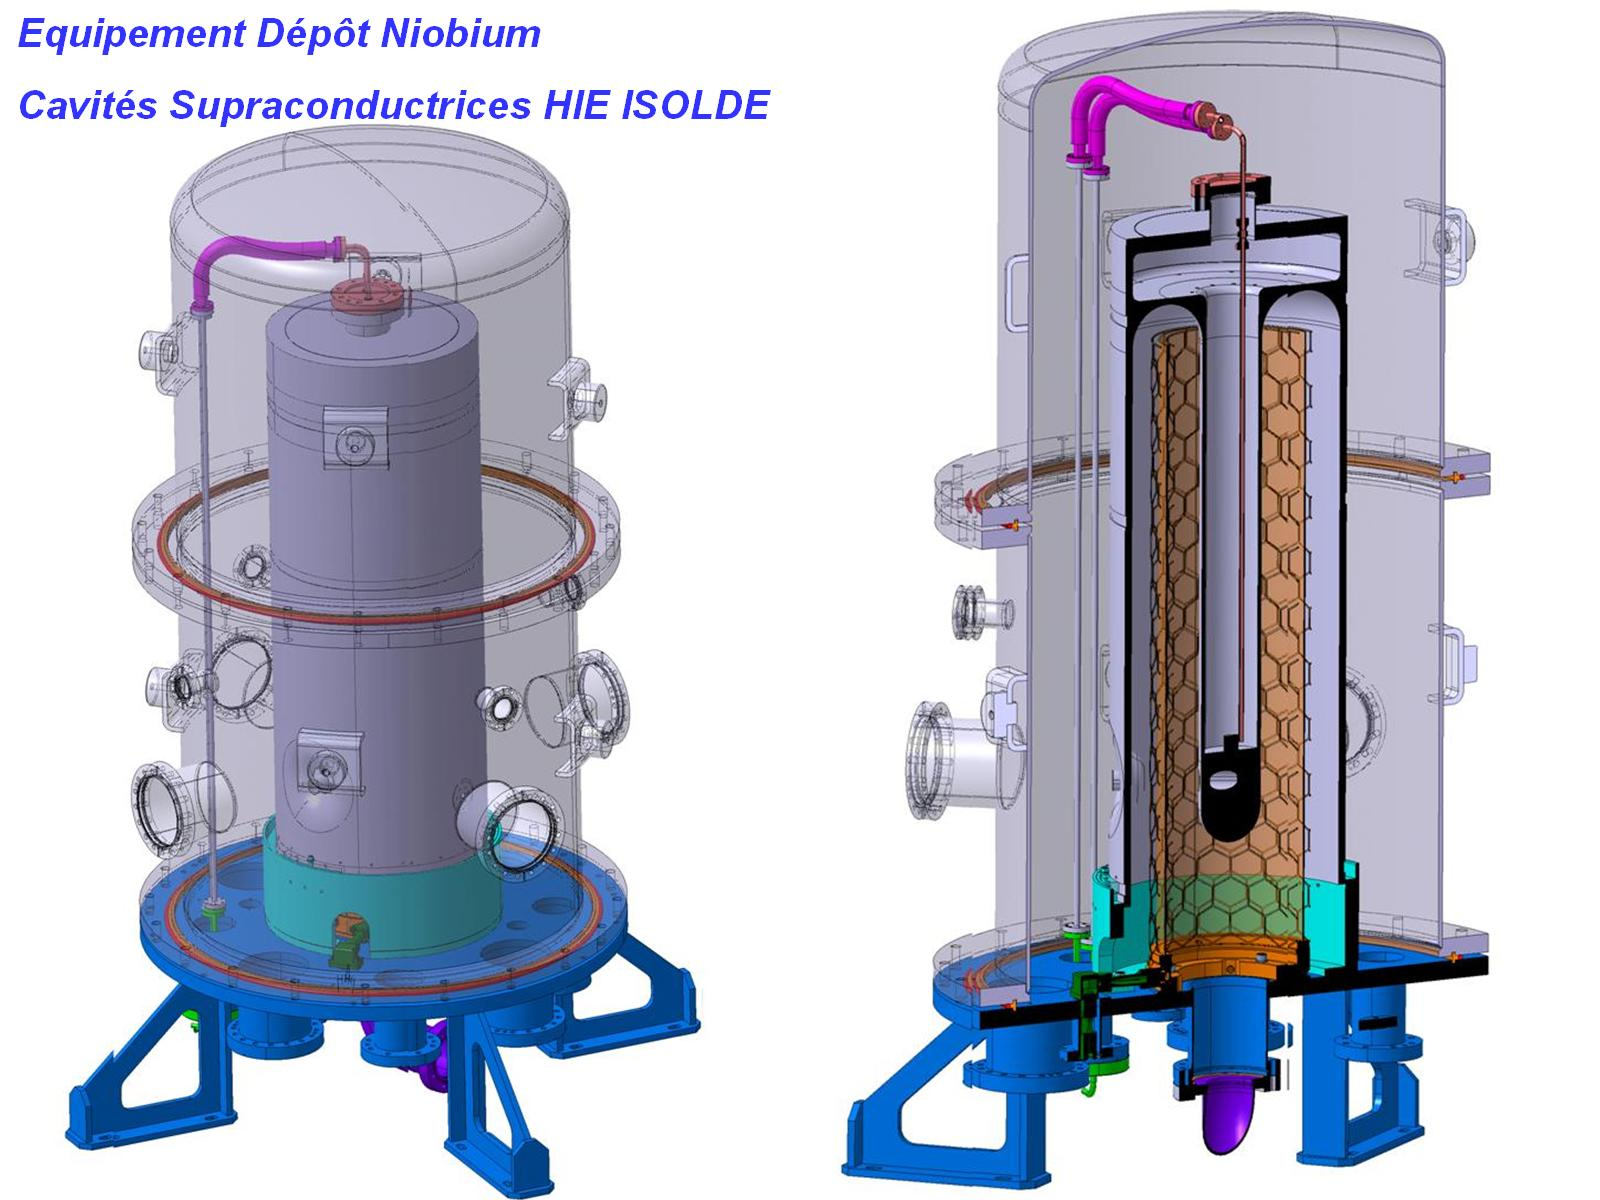 Equipement Dépôt Niobium
Cavités Supraconductrices HIE ISOLDE